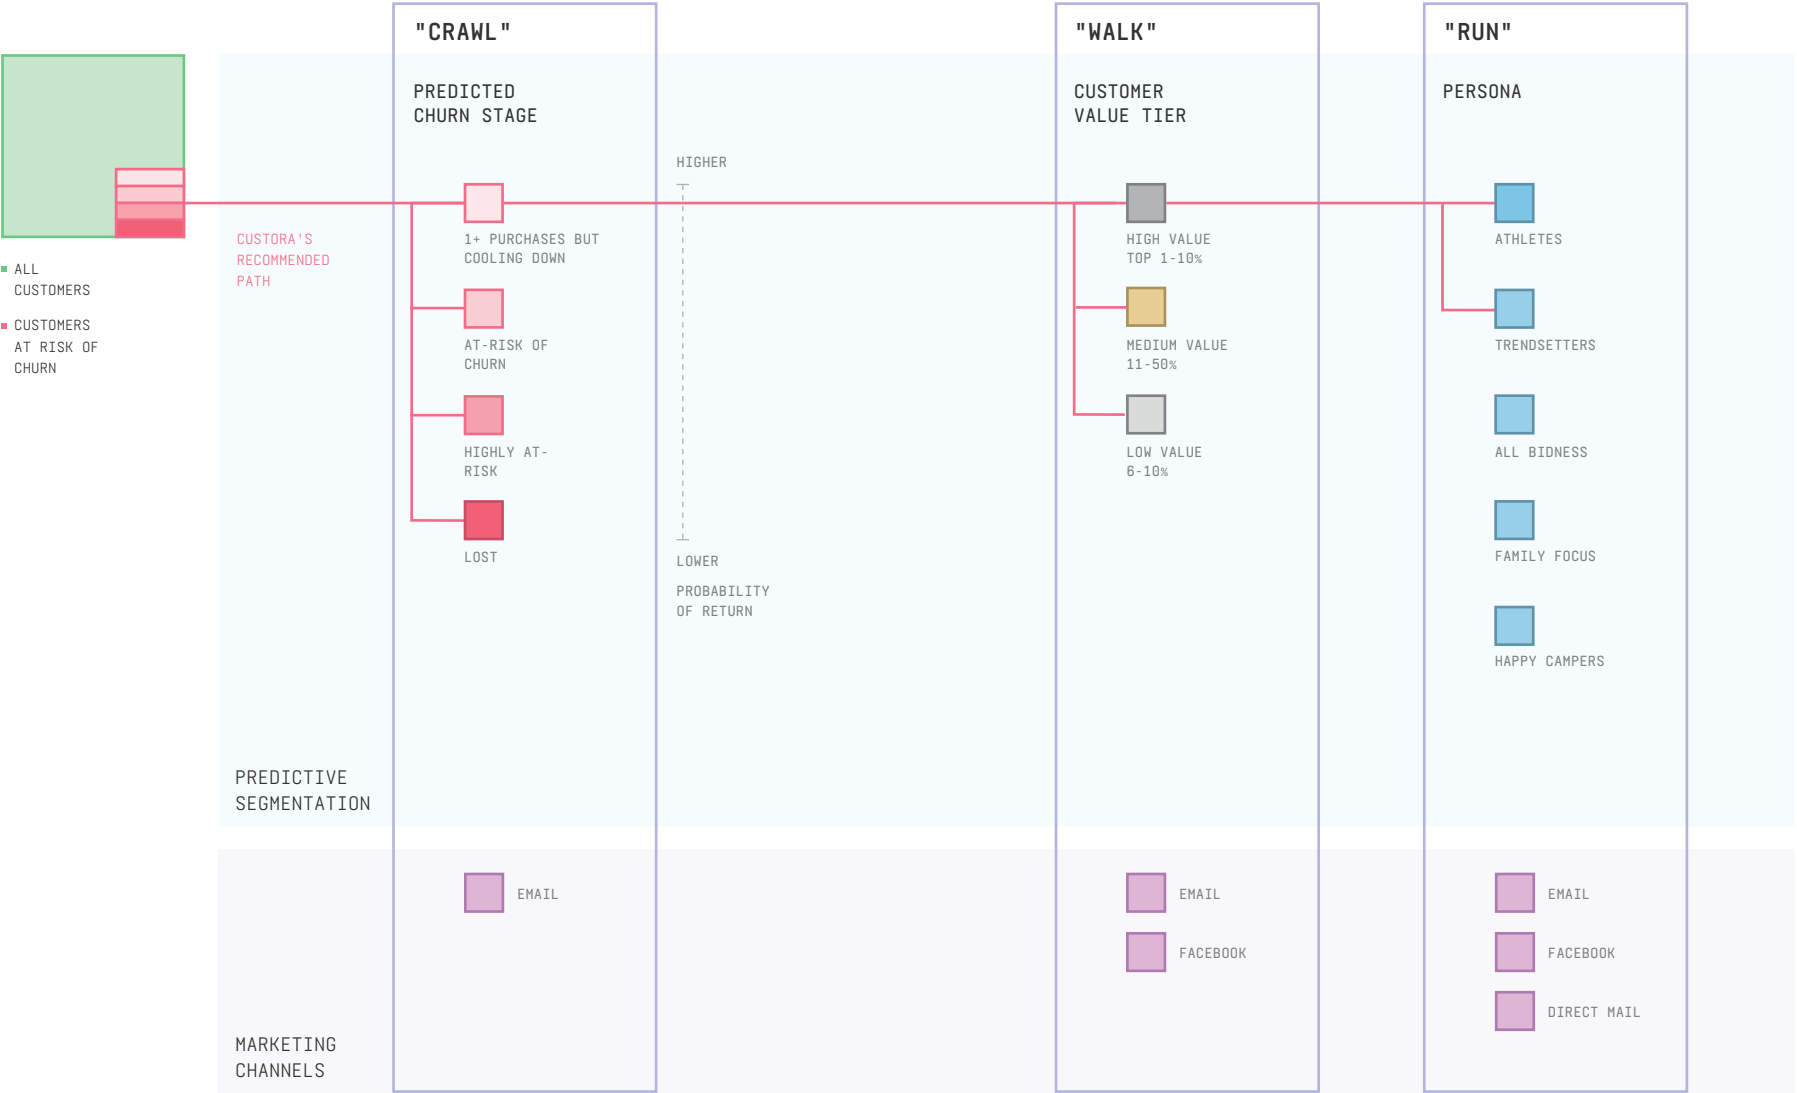 "CRAWL"
"WALK"
"RUN"
PREDICTED
CHURN STAGE
CUSTOMER
VALUE TIER
PERSONA
ALL
CUSTOMERS
CUSTOMERS
AT RISK OF
CHURN
CUSTORA'S
RECOMMENDED
PATH
1+ PURCHASES BUT
COOLING DOWN
AT-RISK OF
CHURN
HIGHLY AT-
RISK
LOST
HIGHER
LOWER
PROBABILITY
OF RETURN
HIGH VALUE
TOP 1-10%
MEDIUM VALUE
11-50%
LOW VALUE
6-10%
ATHLETES
TRENDSETTERS
ALL BIDNESS
FAMILY FOCUS
HAPPY CAMPERS
PREDICTIVE
SEGMENTATION
EMAIL
EMAIL
FACEBOOK
EMAIL
FACEBOOK
DIRECT MAIL
MARKETING
CHANNELS